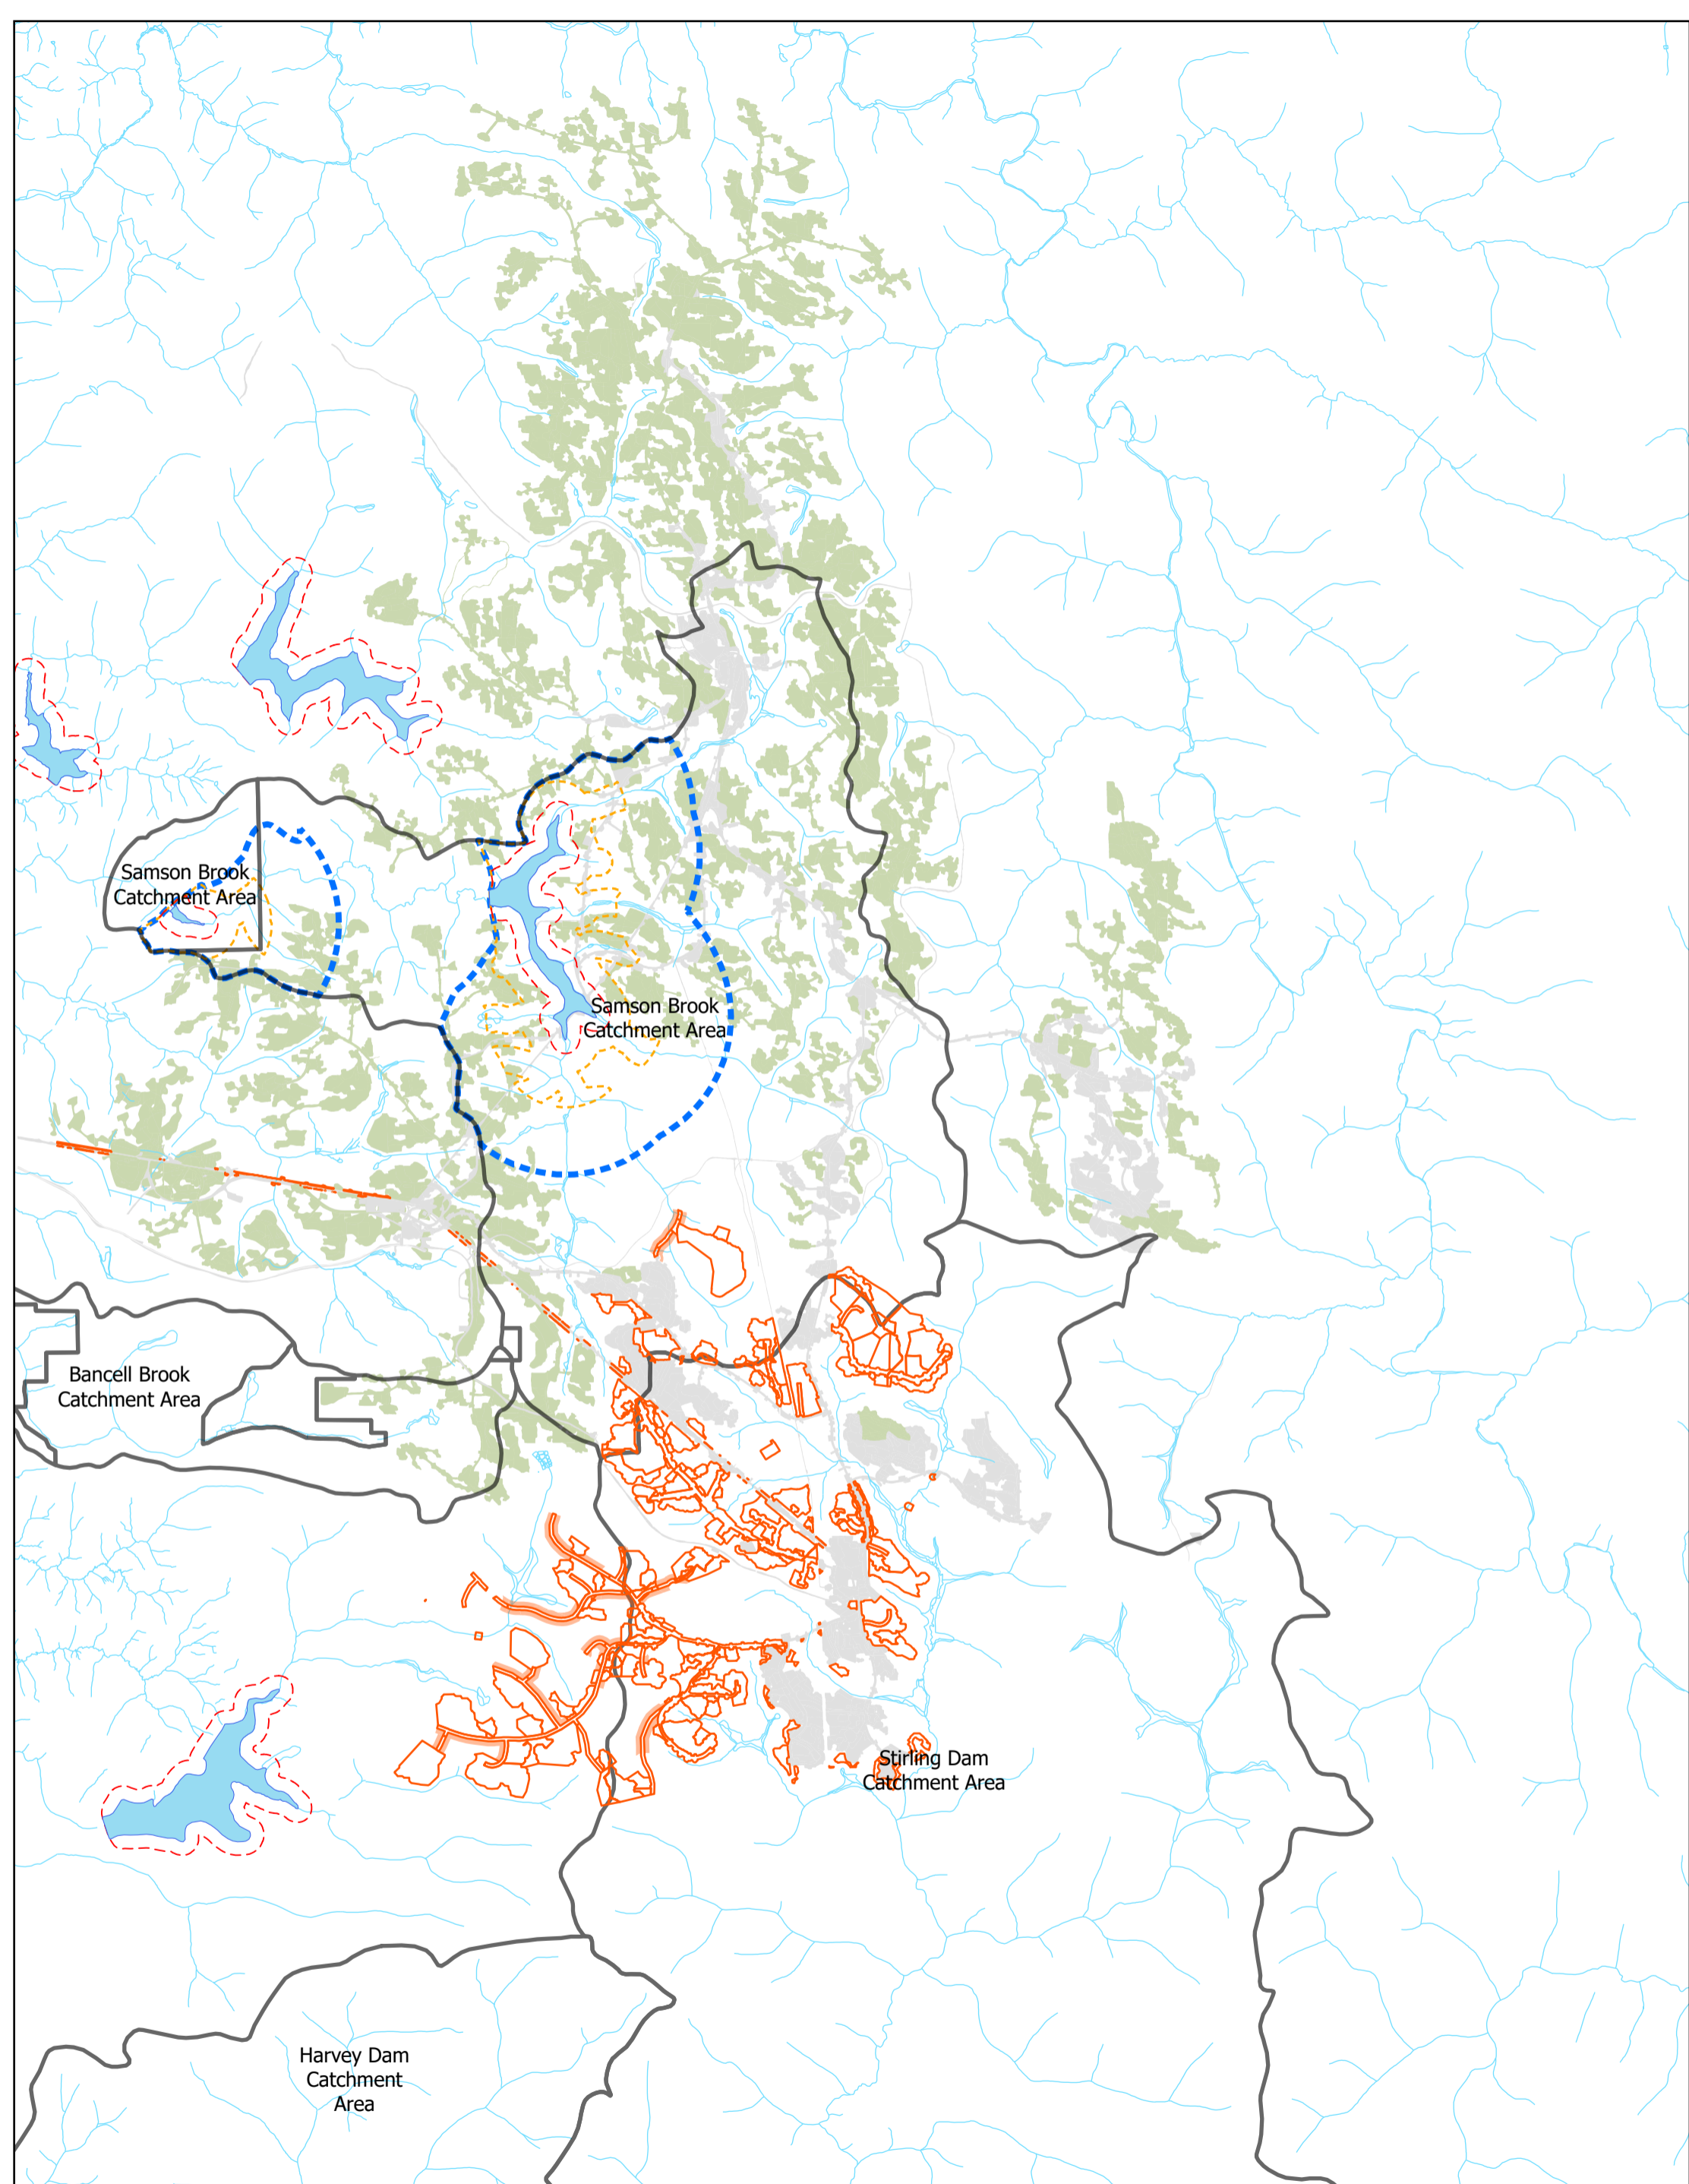 Samson Brook
Catchment Area
Samson Brook
Catchment Area
Bancell Brook
Catchment Area
Stirling Dam
Catchment Area
Harvey Dam
Catchment
Area